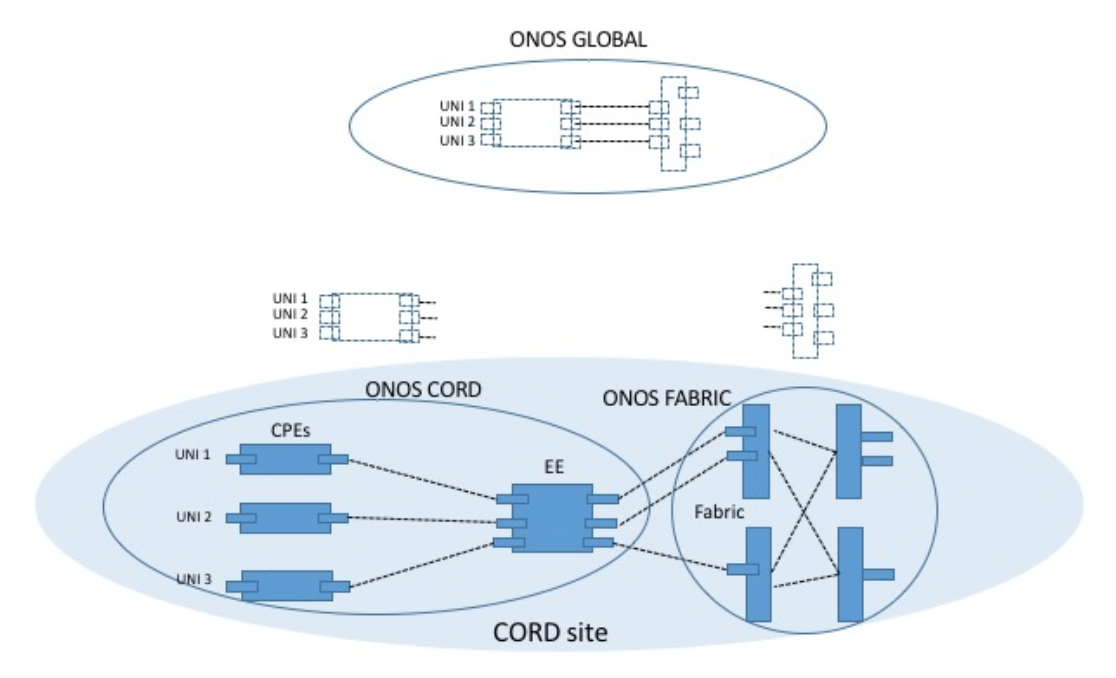 ONOS GLOBAL
UNI 1
UNI 2
UNI 3
UNI 1
UNI 2
UNI 3
ONOS CORD
ONOS FABRIC
CPEs
UNI 1
EE
UNI 2
Fabric
UNI 3
CORD site